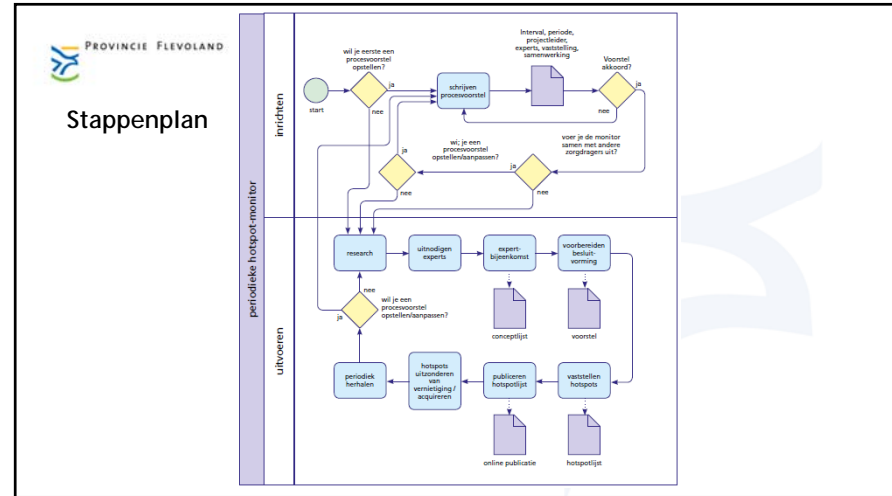 PROVINCIE FLEVOLAND
Stappenplan
periodieke hotspot-monitor
inrichten
start
wil je eerste een
procesvoorstel
opstellen?
ja
nee
schrijven
procesvoorstel
Interval, periode,
projectleider,
experts, vaststelling,
samenwerking
Voorstel
akkoord?
ja
nee
voer je de monitor
samen met andere
zorgdragers uit?
ja
nee
wi; je een
procesvoorstel
opstellen/aanpassen?
ja
nee
uitvoeren
research
uitnodigen
experts
expert-
bijeenkomst
voorbereiden
besluit-
vorming
conceptlijst
voorstel
nee
ja
wil je een
procesvoorstel
opstellen/aanpassen?
periodiek
herhalen
hotspots
uitzonderen
van
vernietiging /
acquireren
publiceren
hotspotlijst
vaststellen
hotspots
online publicatie
hotspotlijst